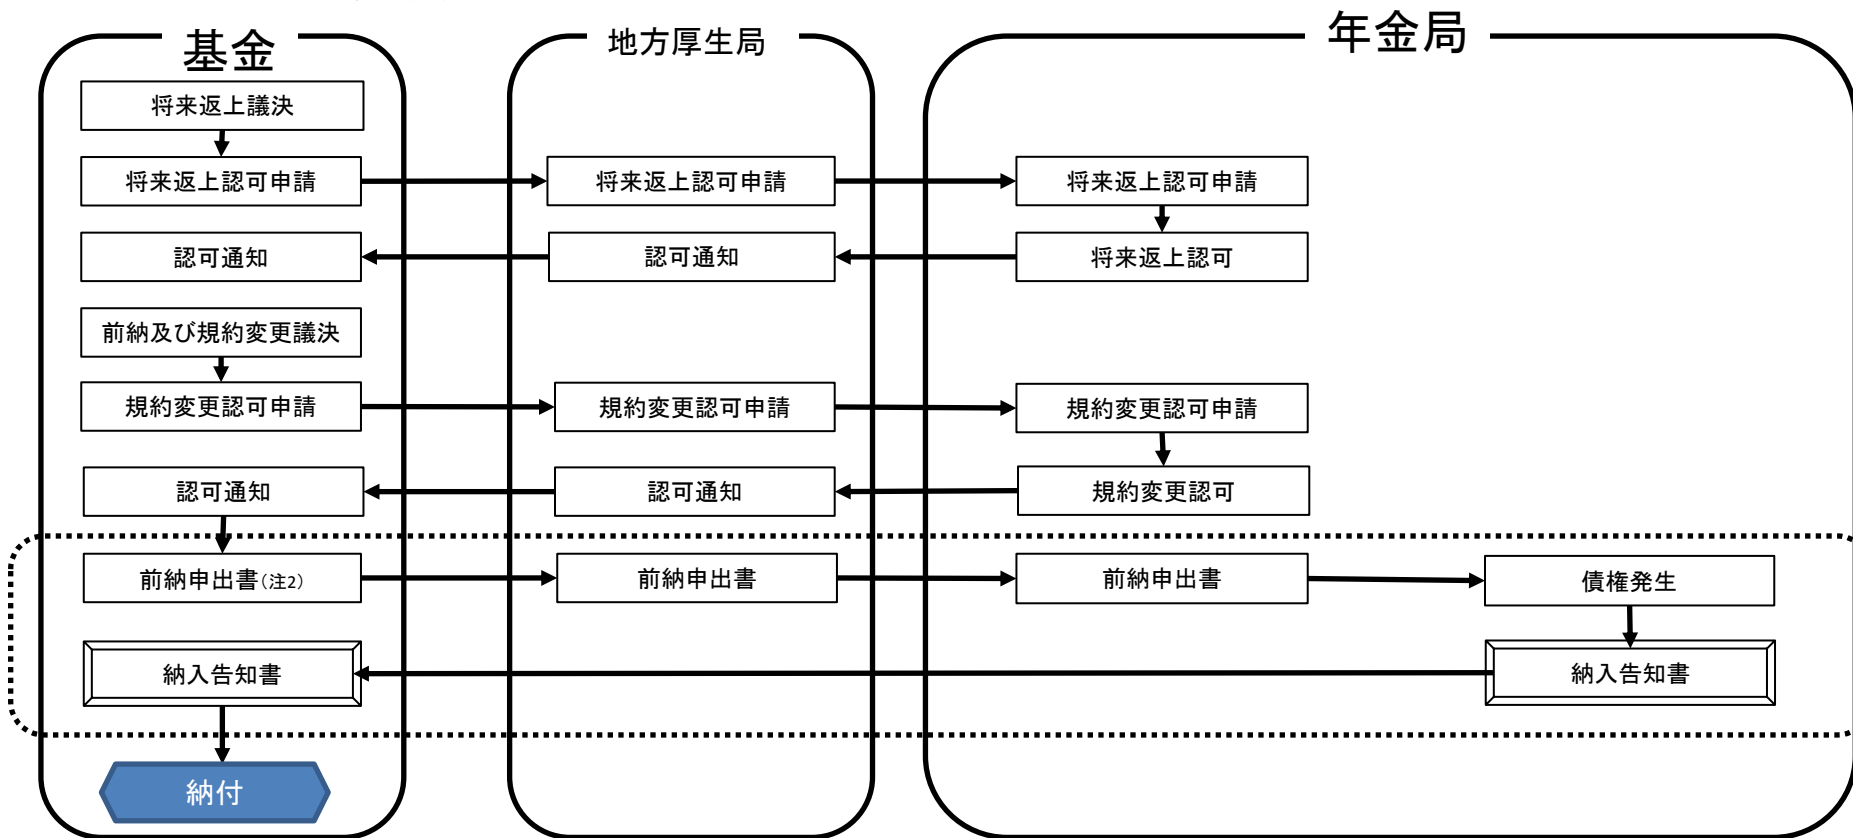 基金
地方厚生局
年金局
将来返上議決
将来返上認可申請
将来返上認可申請
将来返上認可申請
認可通知
認可通知
将来返上認可
前納及び規約変更議決
規約変更認可申請
規約変更認可申請
規約変更認可申請
認可通知
認可通知
規約変更認可
前納申出書(注2)
前納申出書
前納申出書
債権発生
納入告知書
納入告知書
納付